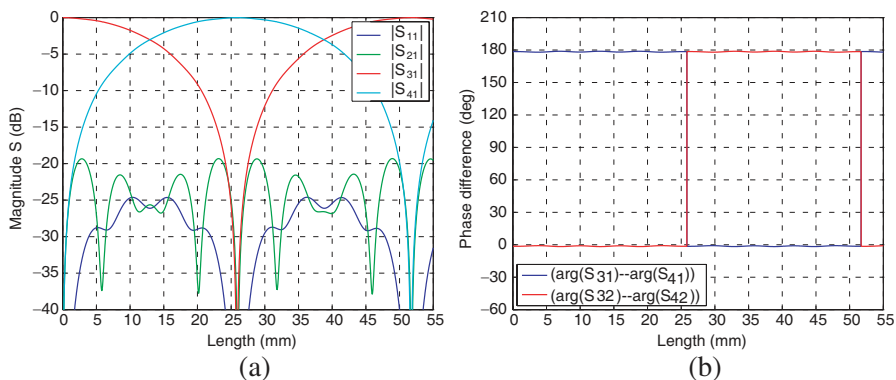 0
−5
−10
−15
−20
−25
−30
−35
−40
Magnitude S (dB)
0 5 10 15 20 25 30 35 40 45 50 55
Length (mm)
|S11|
|S21|
|S31|
|S41|
(a)
210
180
150
120
90
60
30
0
−30
−60
Phase difference (deg)
0 5 10 15 20 25 30 35 40 45 50 55
Length (mm)
(arg(S31)--arg(S41))
(arg(S32)--arg(S42))
(b)